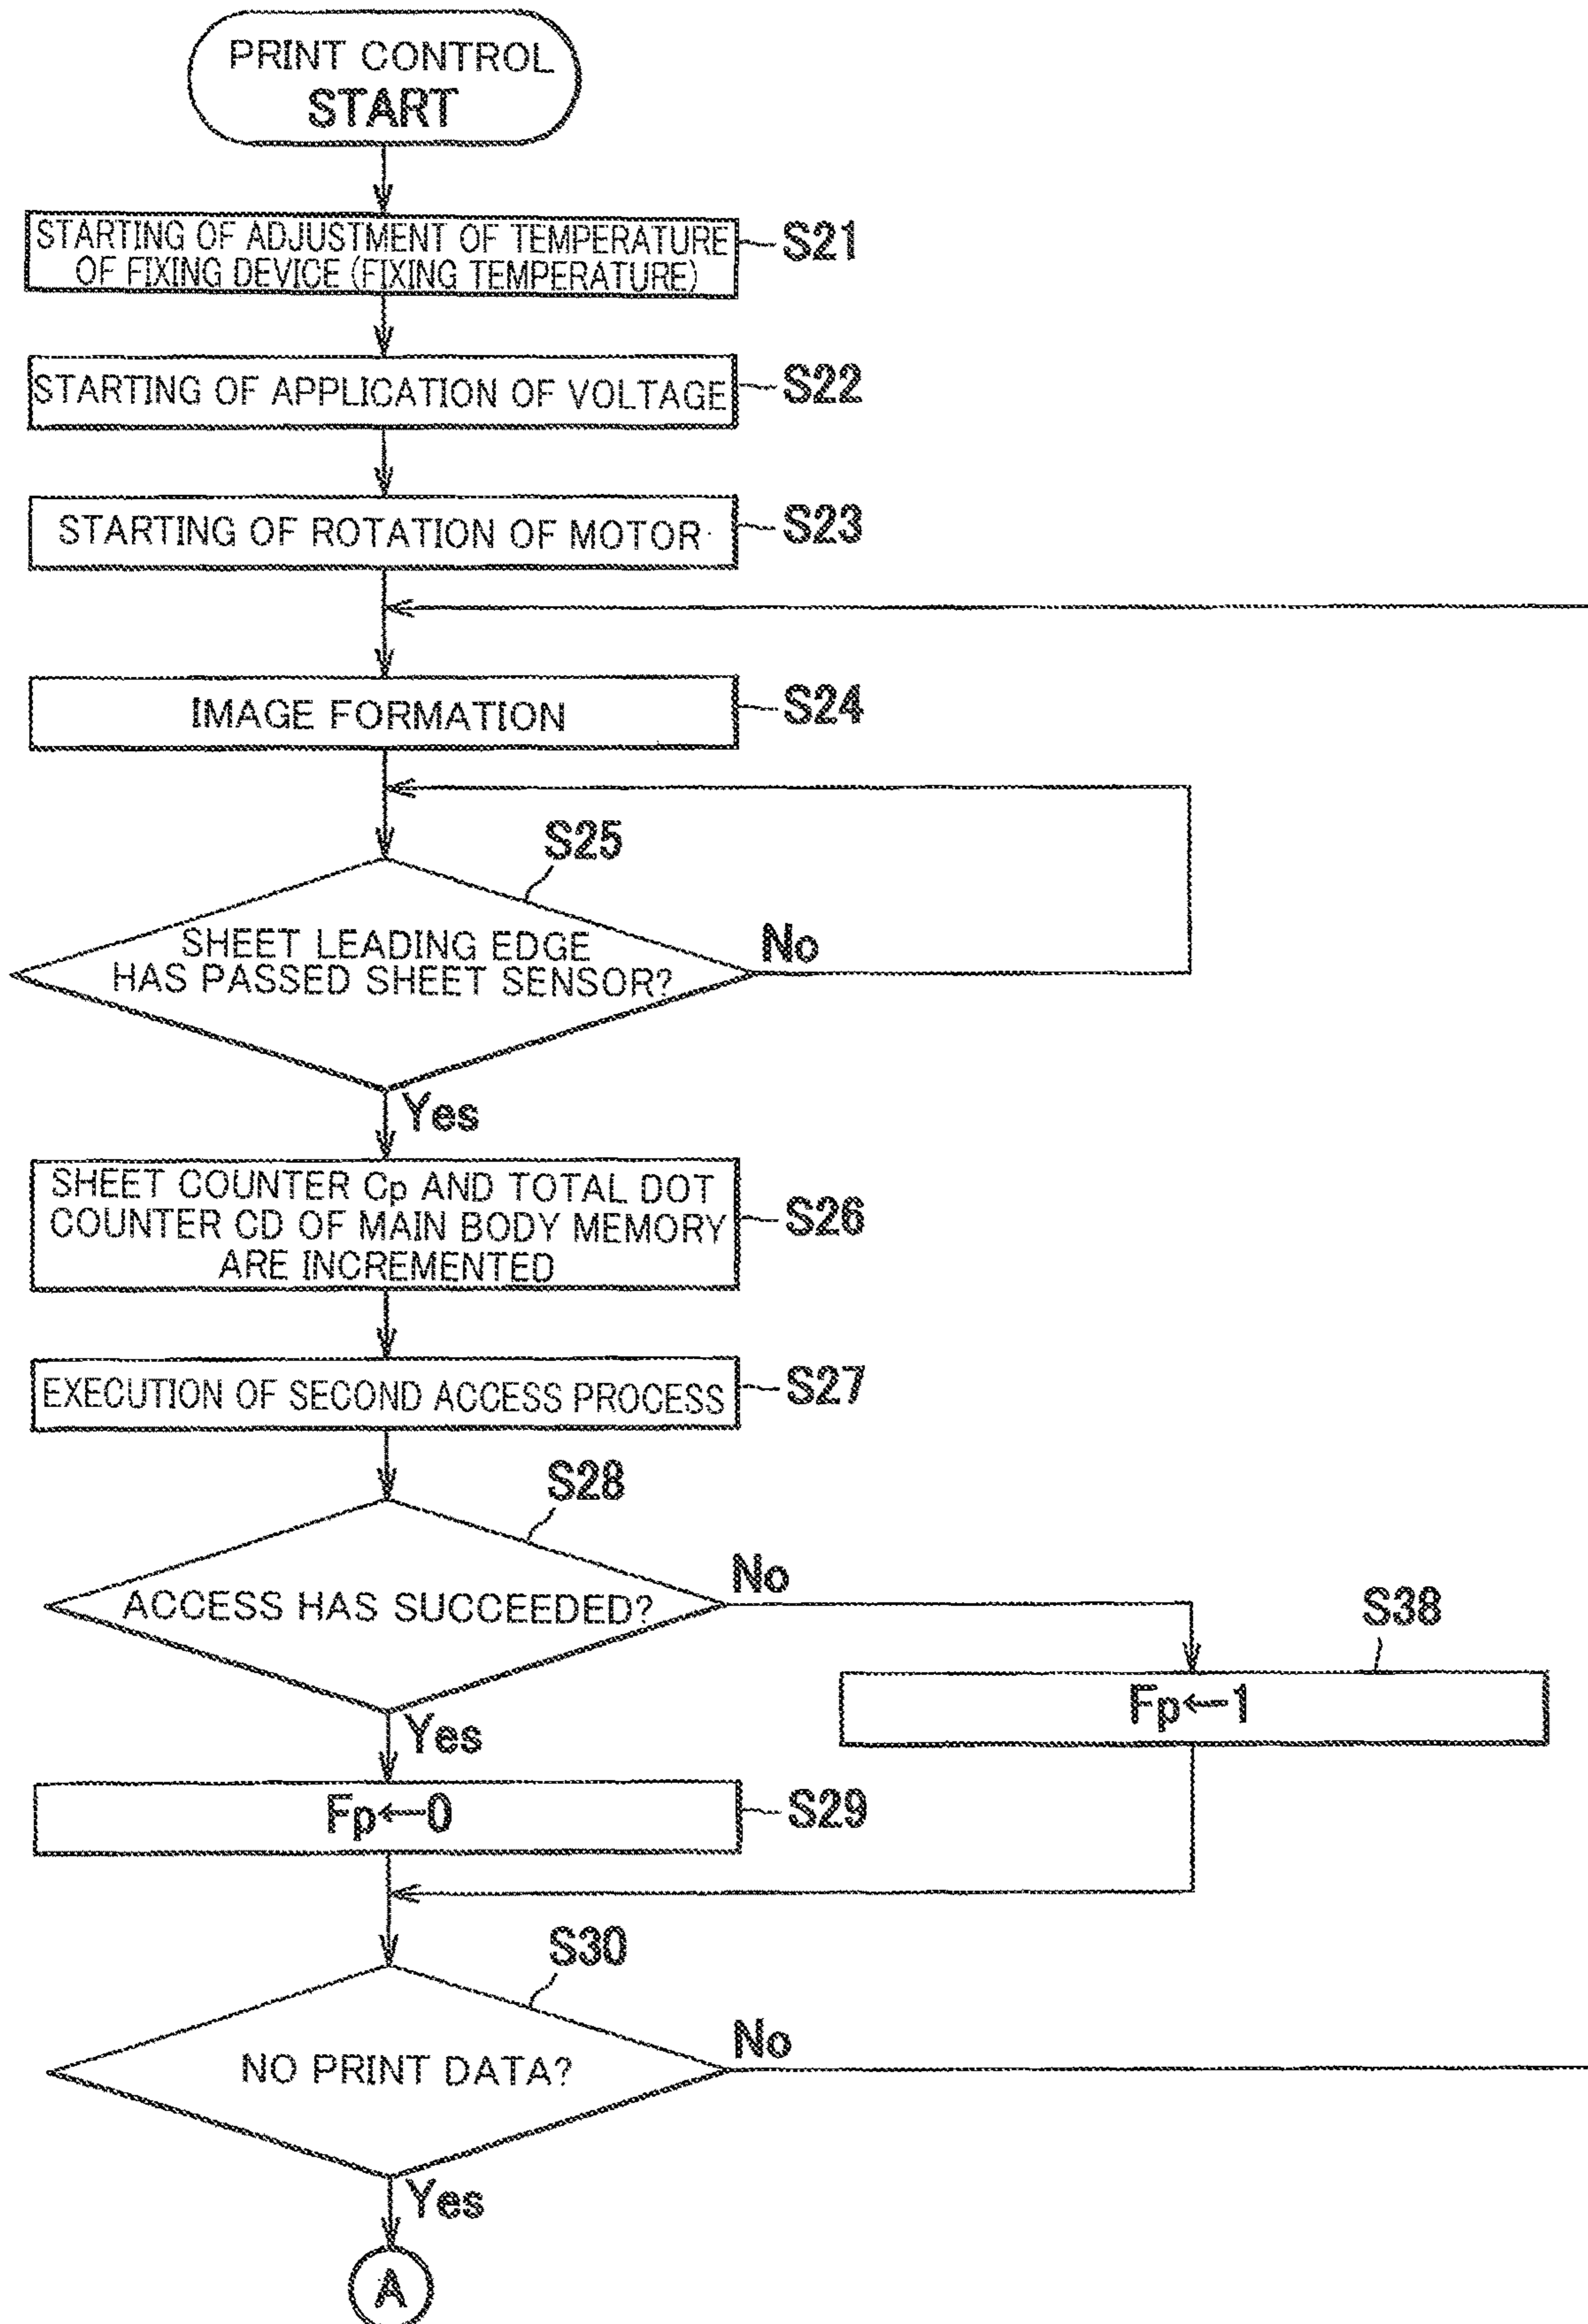 PRINT CONTROL
START
STARTING OF ADJUSTMENT OF TEMPERATURE
OF FIXING DEVICE (FIXING TEMPERATURE)
S21
STARTING OF APPLICATION OF VOLTAGE
S22
STARTING OF ROTATION OF MOTOR
S23
IMAGE FORMATION
S24
S25
SHEET LEADING EDGE
HAS PASSED SHEET SENSOR?
No
Yes
SHEET COUNTER Cp AND TOTAL DOT
COUNTER CD OF MAIN BODY MEMORY
ARE INCREMENTED
S26
EXECUTION OF SECOND ACCESS PROCESS
S27
S28
ACCESS HAS SUCCEEDED?
No
S38
Fp←1
Yes
Fp←0
S29
S30
NO PRINT DATA?
No
Yes
A